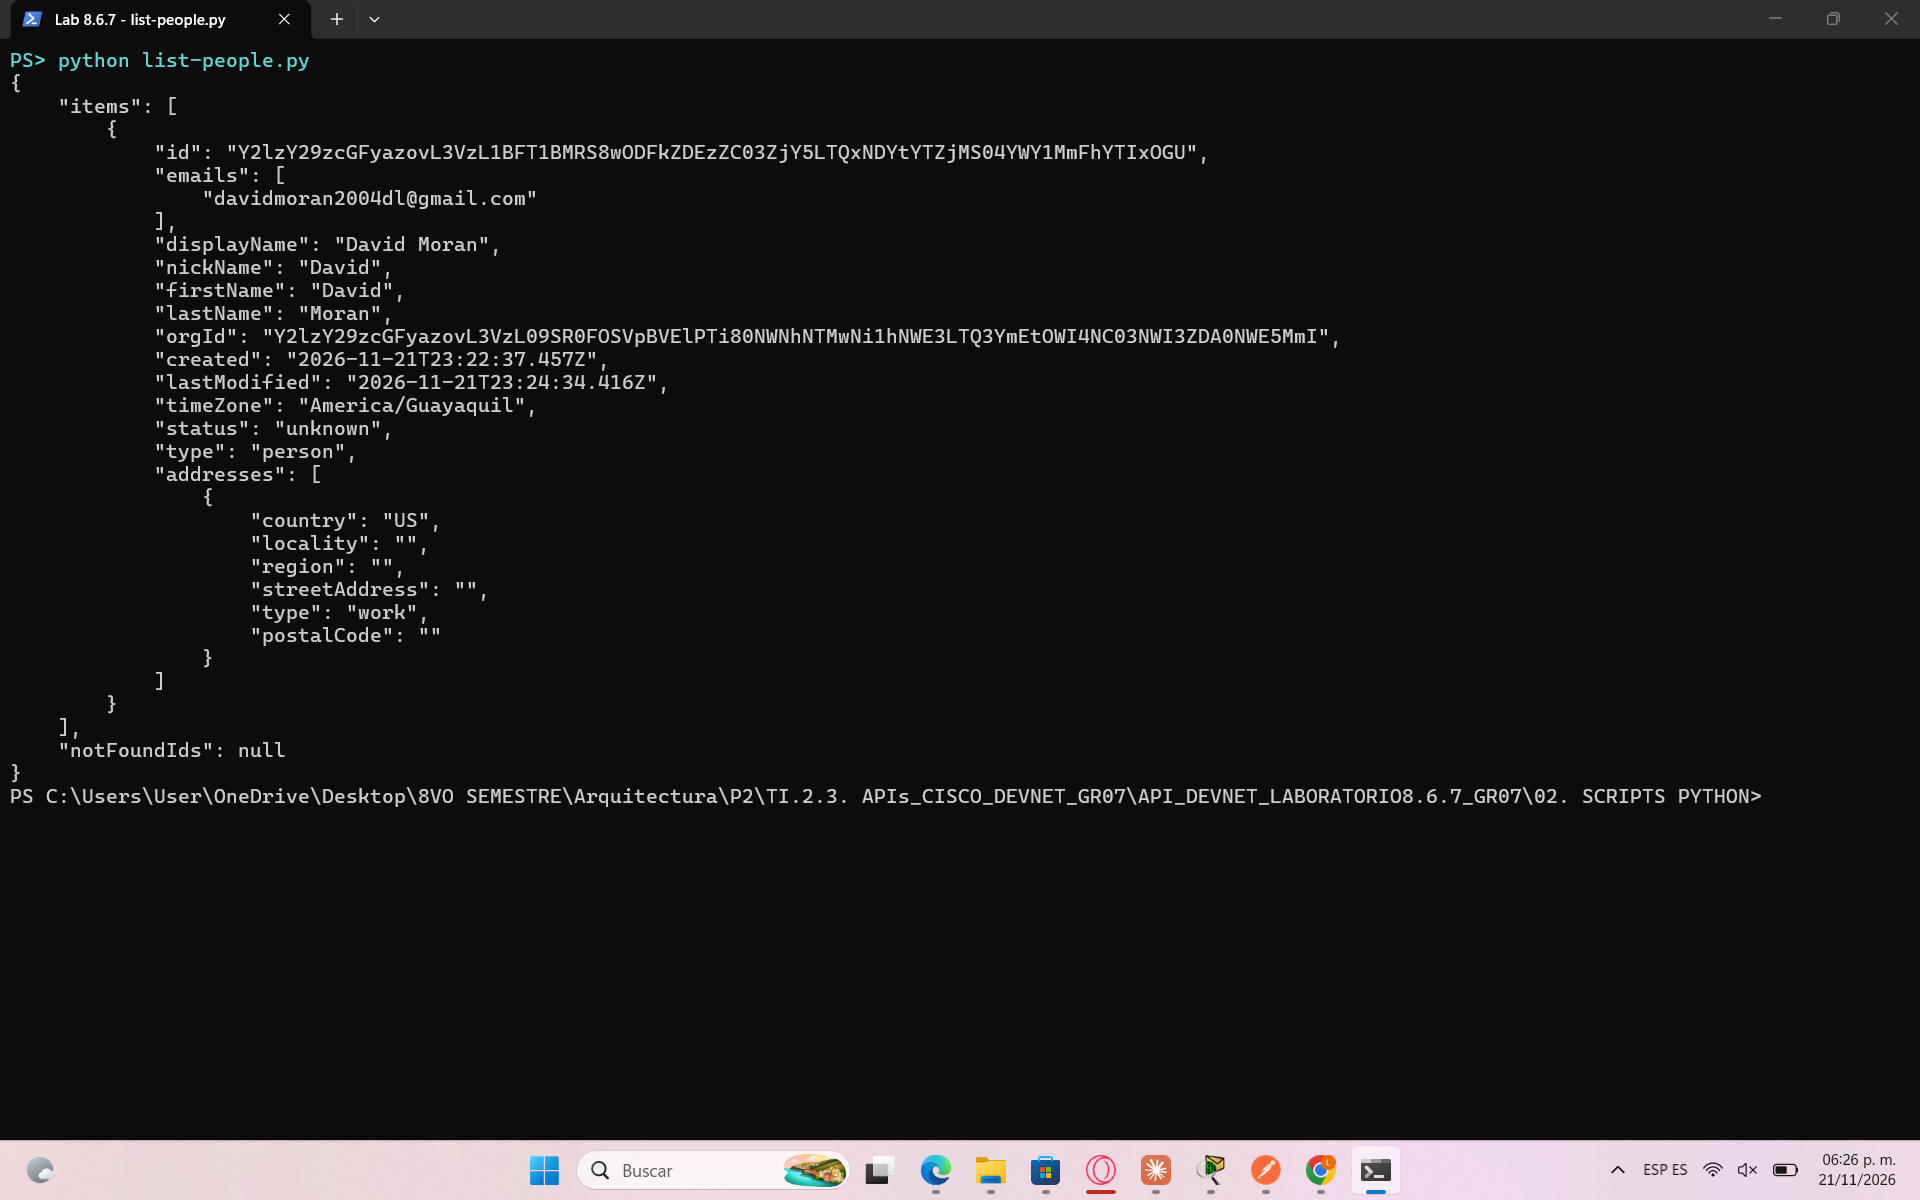 Lab 8.6.7 - list-people.py
PS> python list-people.py
{
    "items": [
        {
            "id": "Y2lzY29zcGFyazovL3VzL1BFT1BMRS8wODFkZDEzZC03ZjY5LTQxNDYtYTZjMS04YWY1MmFhYTIxOGU",
            "emails": [
                "davidmoran2004dl@gmail.com"
            ],
            "displayName": "David Moran",
            "nickName": "David",
            "firstName": "David",
            "lastName": "Moran",
            "orgId": "Y2lzY29zcGFyazovL3VzL09SR0FOSVpBVElPTi80NWNhNTMwNi1hNWE3LTQ3YmEtOWI4NC03NWI3ZDA0NWE5MmI",
            "created": "2026-11-21T23:22:37.457Z",
            "lastModified": "2026-11-21T23:24:34.416Z",
            "timeZone": "America/Guayaquil",
            "status": "unknown",
            "type": "person",
            "addresses": [
                {
                    "country": "US",
                    "locality": "",
                    "region": "",
                    "streetAddress": "",
                    "type": "work",
                    "postalCode": ""
                }
            ]
        }
    ],
    "notFoundIds": null
}
PS C:\Users\User\OneDrive\Desktop\8VO SEMESTRE\Arquitectura\P2\TI.2.3. APIs_CISCO_DEVNET_GR07\API_DEVNET_LABORATORIO8.6.7_GR07\02. SCRIPTS PYTHON>
Buscar
ESP ES
06:26 p. m.
21/11/2026